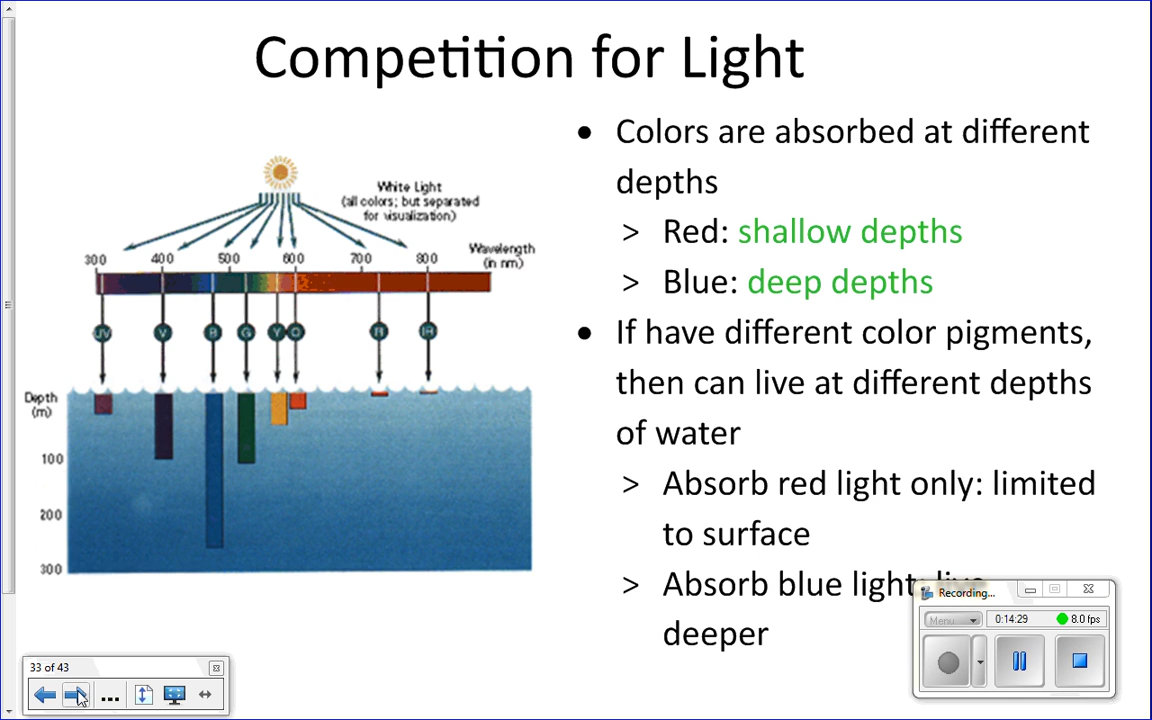 Competition for Light
White Light
(all colors; but separated
for visualization)
Wavelength
(in nm)
300 400 500 600 700 800
UV V B G Y O R IR
Depth
(m)
100
200
300
• Colors are absorbed at different
depths
> Red: shallow depths
> Blue: deep depths
• If have different color pigments,
then can live at different depths
of water
> Absorb red light only: limited
to surface
> Absorb blue light: live
deeper
Recording...
Menu
0:14:29
8.0 fps
33 of 43
...